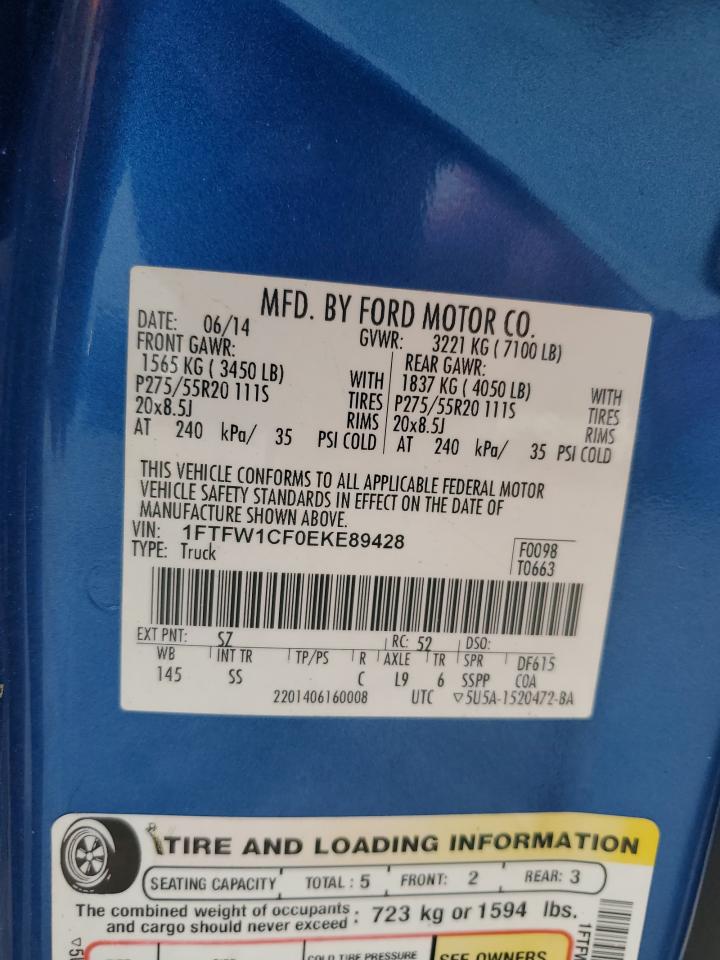 MFD. BY FORD MOTOR CO.
DATE: 06/14 GVWR: 3221 KG ( 7100 LB)
FRONT GAWR: REAR GAWR:
1565 KG ( 3450 LB) WITH 1837 KG ( 4050 LB) WITH
P275/55R20 111S TIRES P275/55R20 111S TIRES
20x8.5J RIMS 20x8.5J RIMS
AT 240 kPa/ 35 PSI COLD AT 240 kPa/ 35 PSI COLD
THIS VEHICLE CONFORMS TO ALL APPLICABLE FEDERAL MOTOR
VEHICLE SAFETY STANDARDS IN EFFECT ON THE DATE OF
MANUFACTURE SHOWN ABOVE.
VIN: 1FTFW1CF0EKE89428 F0098
TYPE: Truck T0663
EXT PNT: SZ RC: 52 DSO:
WB INT TR TP/PS R AXLE TR SPR DF615
145 SS C L9 6 SSPP COA
2201406160008 UTC ▽5U5A-1520472-BA
TIRE AND LOADING INFORMATION
SEATING CAPACITY TOTAL : 5 FRONT: 2 REAR: 3
The combined weight of occupants : 723 kg or 1594 lbs.
and cargo should never exceed
COLD TIRE PRESSURE SEE OWNERS
1FTFW